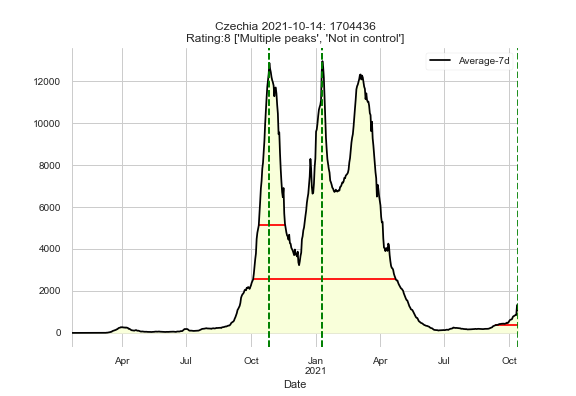 Czechia 2021-10-14: 1704436
Rating:8 ['Multiple peaks', 'Not in control']
Average-7d
12000
10000
8000
6000
4000
2000
0
Apr Jul Oct Jan Apr Jul Oct
2021
Date